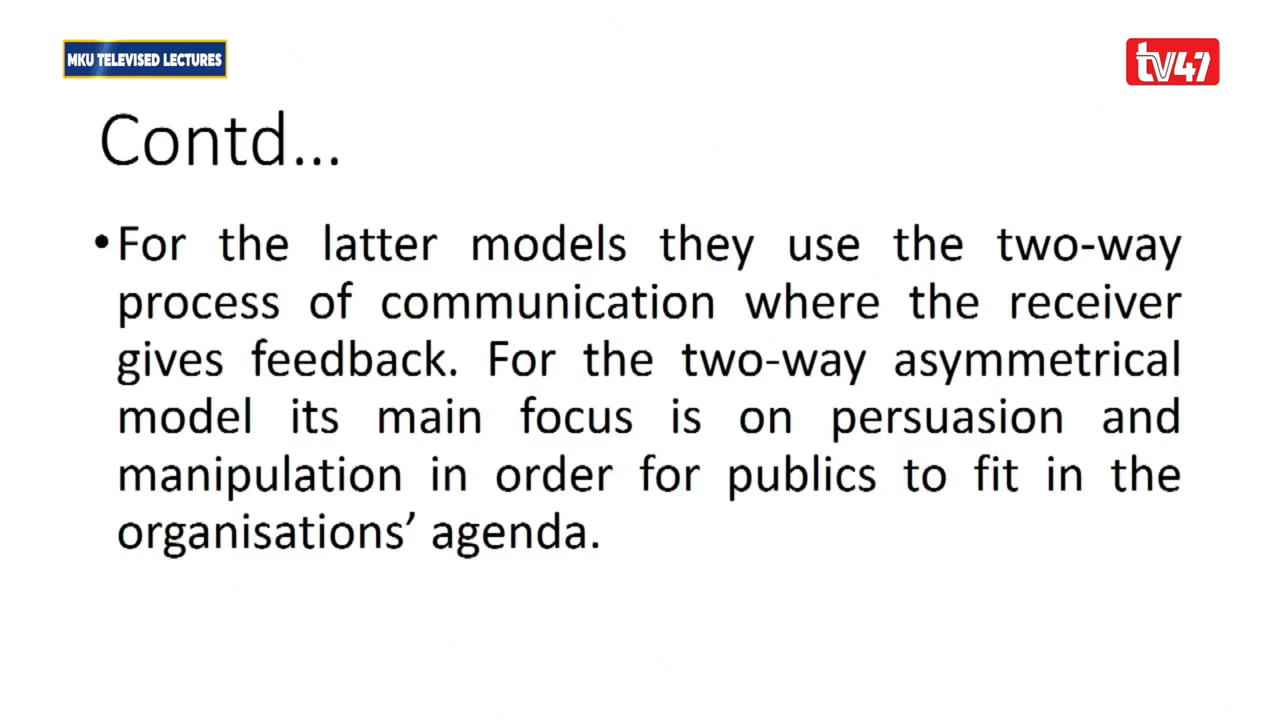 MKU TELEVISED LECTURES
tv47
Contd...
•For the latter models they use the two-way
process of communication where the receiver
gives feedback. For the two-way asymmetrical
model its main focus is on persuasion and
manipulation in order for publics to fit in the
organisations’ agenda.